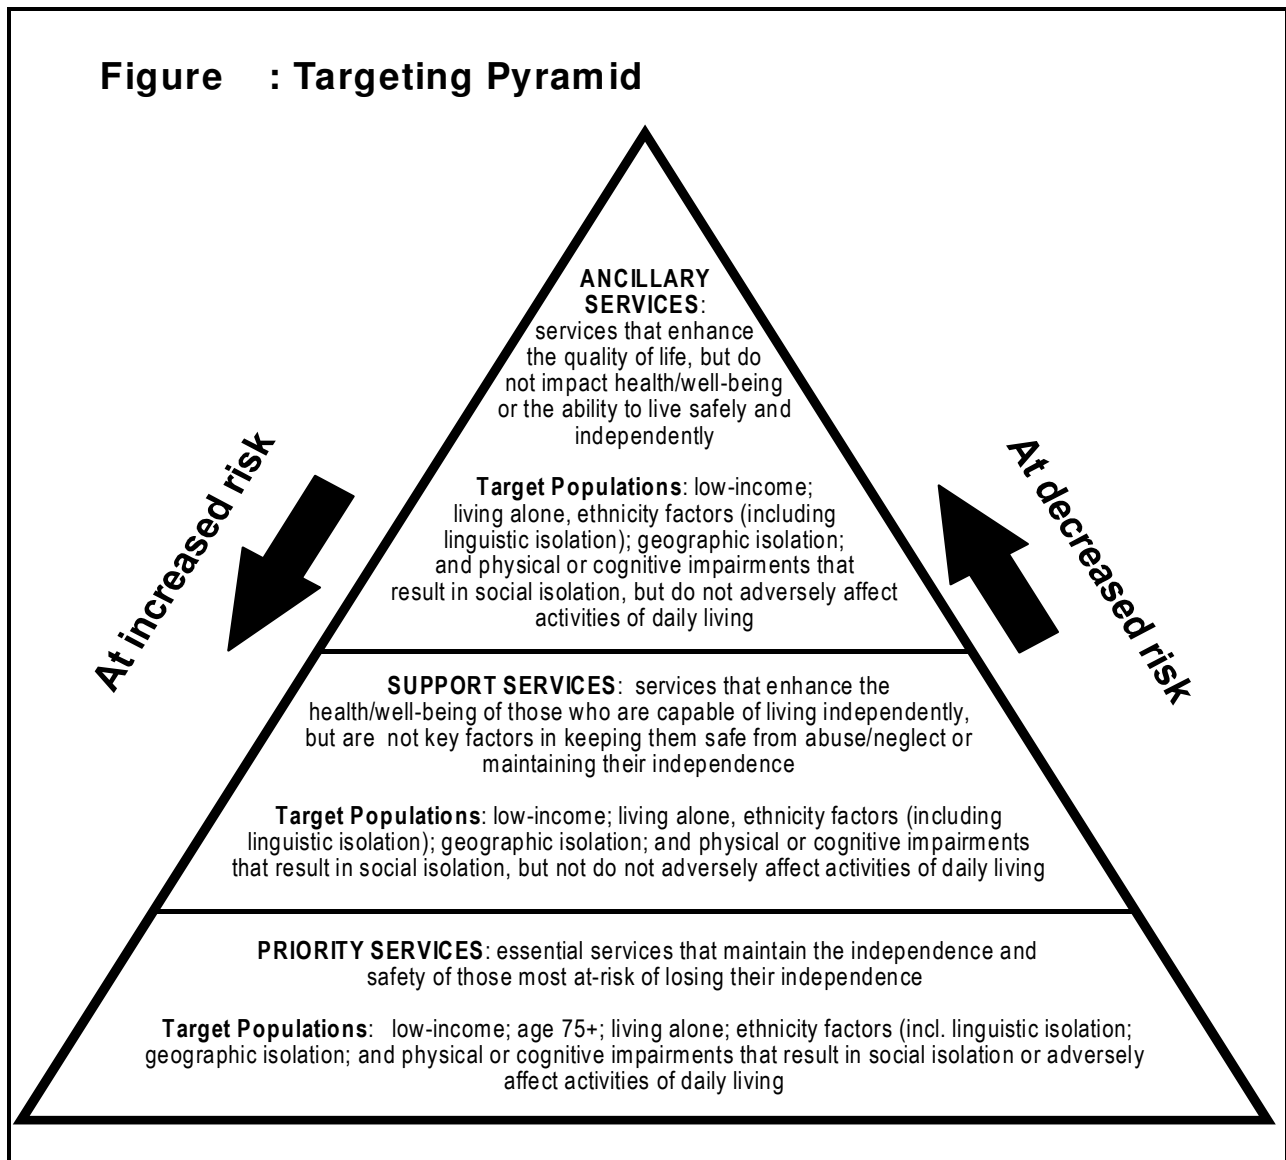 Figure : Targeting Pyramid
ANCILLARY
SERVICES:
services that enhance
the quality of life, but do
not impact health/well-being
or the ability to live safely and
independently
Target Populations: low-income;
living alone, ethnicity factors (including
linguistic isolation); geographic isolation;
and physical or cognitive impairments that
result in social isolation, but do not adversely affect
activities of daily living
At increased risk
At decreased risk
SUPPORT SERVICES: services that enhance the
health/well-being of those who are capable of living independently,
but are not key factors in keeping them safe from abuse/neglect or
maintaining their independence
Target Populations: low-income; living alone, ethnicity factors (including
linguistic isolation); geographic isolation; and physical or cognitive impairments
that result in social isolation, but not do not adversely affect activities of daily living
PRIORITY SERVICES: essential services that maintain the independence and
safety of those most at-risk of losing their independence
Target Populations: low-income; age 75+; living alone; ethnicity factors (incl. linguistic isolation;
geographic isolation; and physical or cognitive impairments that result in social isolation or adversely
affect activities of daily living